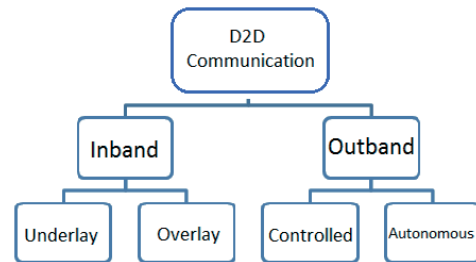 D2D
Communication
Inband
Outband
Underlay
Overlay
Controlled
Autonomous